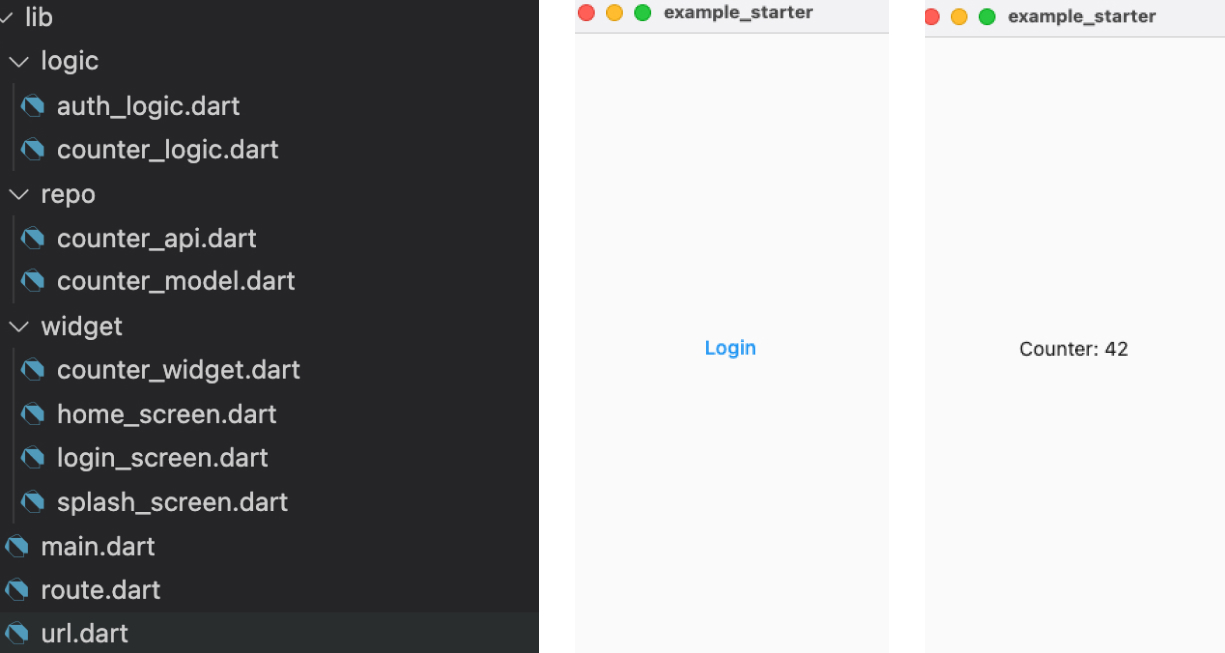 lib
logic
auth_logic.dart
counter_logic.dart
repo
counter_api.dart
counter_model.dart
widget
counter_widget.dart
home_screen.dart
login_screen.dart
splash_screen.dart
main.dart
route.dart
url.dart
example_starter
Login
example_starter
Counter: 42